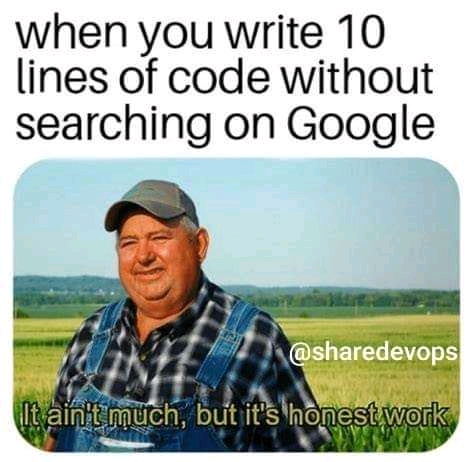 when you write 10
lines of code without
searching on Google
@sharedevops
It ain't much, but it's honest work